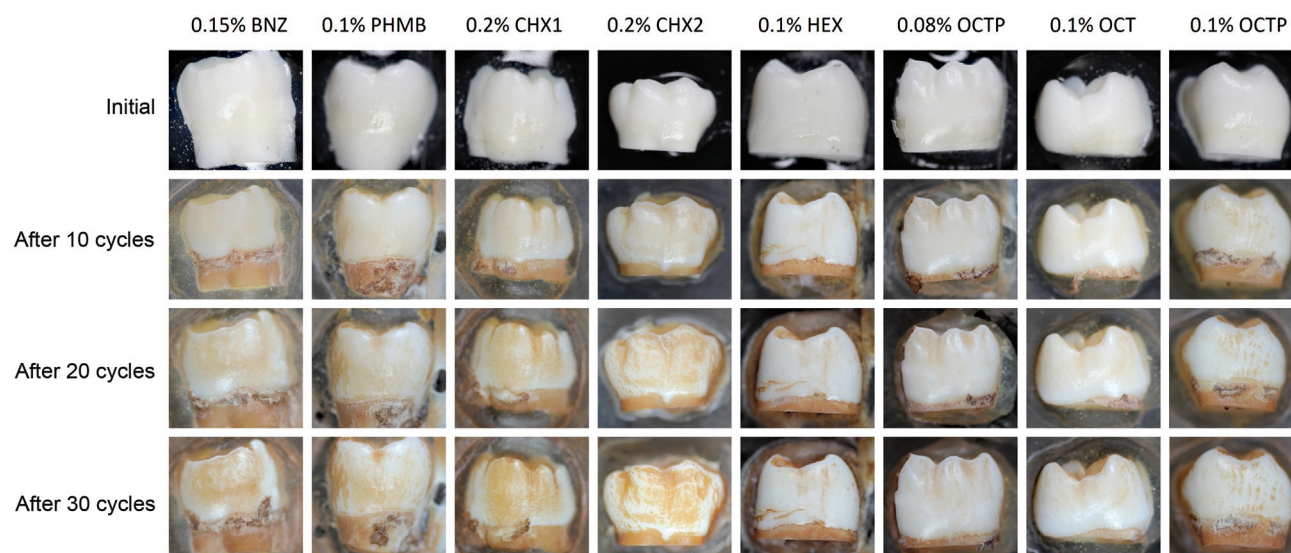 0.15% BNZ 0.1% PHMB 0.2% CHX1 0.2% CHX2 0.1% HEX 0.08% OCTP 0.1% OCT 0.1% OCTP
Initial
After 10 cycles
After 20 cycles
After 30 cycles